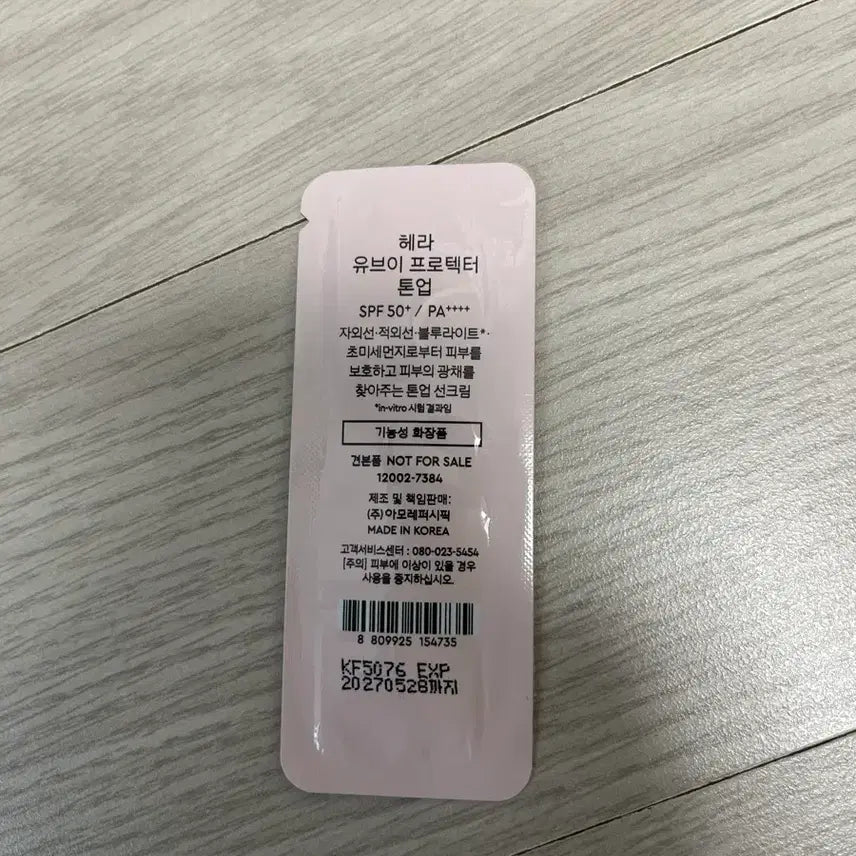 헤라
유브이 프로텍터
톤업
SPF 50⁺ / PA⁺⁺⁺⁺
자외선·적외선·블루라이트*·
초미세먼지로부터 피부를
보호하고 피부의 광채를
찾아주는 톤업 선크림
*in-vitro 시험 결과임
기능성 화장품
견본품 NOT FOR SALE
12002-7384
제조 및 책임판매:
(주)아모레퍼시픽
MADE IN KOREA
고객서비스센터 : 080-023-5454
[주의] 피부에 이상이 있을 경우
사용을 중지하십시오.
8 809925 154735
KF5076 EXP
20270528까지